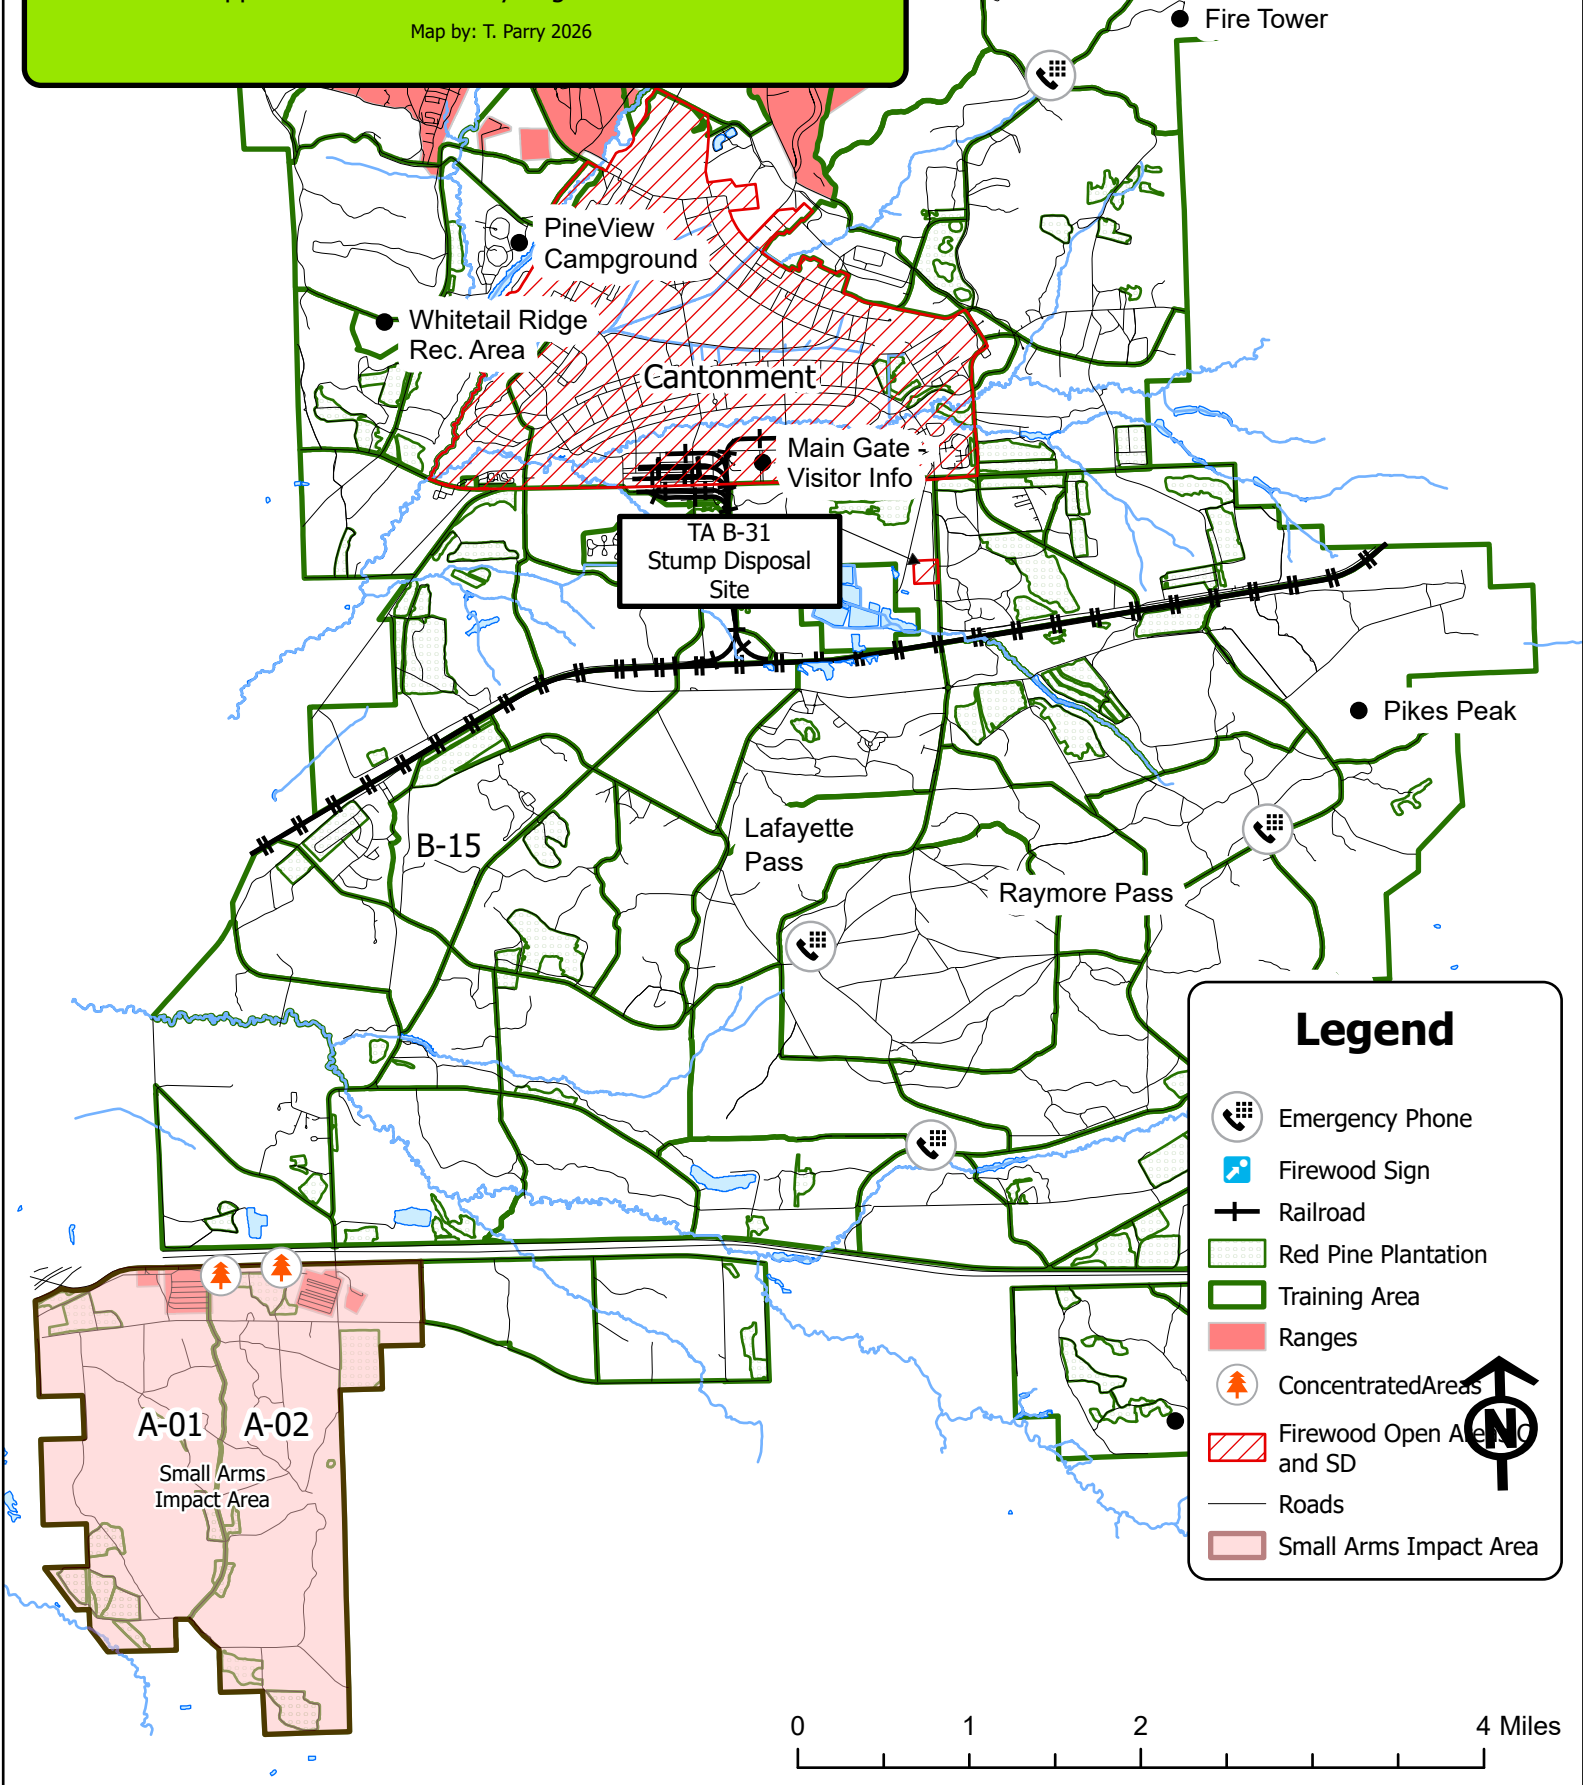 Map by: T. Parry 2026
Fire Tower
PineView
Campground
Whitetail Ridge
Rec. Area
Cantonment
Main Gate
Visitor Info
TA B-31
Stump Disposal
Site
Pikes Peak
B-15
Lafayette
Pass
Raymore Pass
A-01
A-02
Small Arms
Impact Area
Legend
Emergency Phone
Firewood Sign
Railroad
Red Pine Plantation
Training Area
Ranges
ConcentratedAreas
Firewood Open Areas C
and SD
Roads
Small Arms Impact Area
N
0 1 2 4 Miles